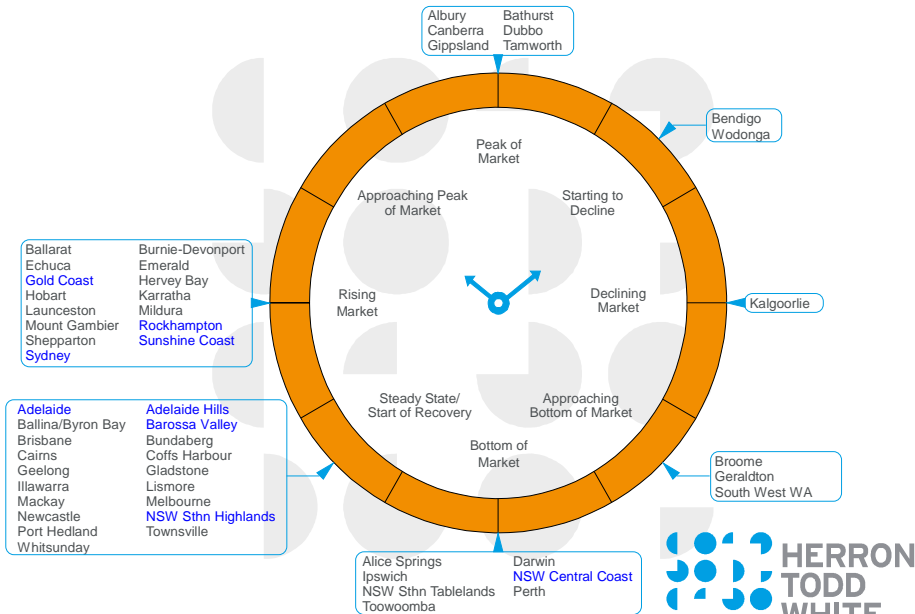 Albury Bathurst
Canberra Dubbo
Gippsland Tamworth
Bendigo
Wodonga
Peak of
Market
Approaching Peak
of Market
Starting to
Decline
Ballarat Burnie-Devonport
Echuca Emerald
Gold Coast Hervey Bay
Hobart Karratha
Launceston Mildura
Mount Gambier Rockhampton
Shepparton Sunshine Coast
Sydney
Rising
Market
Declining
Market
Kalgoorlie
Steady State/
Start of Recovery
Approaching
Bottom of Market
Bottom of
Market
Adelaide Adelaide Hills
Ballina/Byron Bay Barossa Valley
Brisbane Bundaberg
Cairns Coffs Harbour
Geelong Gladstone
Illawarra Lismore
Mackay Melbourne
Newcastle NSW Sthn Highlands
Port Hedland Townsville
Whitsunday
Broome
Geraldton
South West WA
Alice Springs Darwin
Ipswich NSW Central Coast
NSW Sthn Tablelands Perth
Toowoomba
HERRON
TODD
WHITE